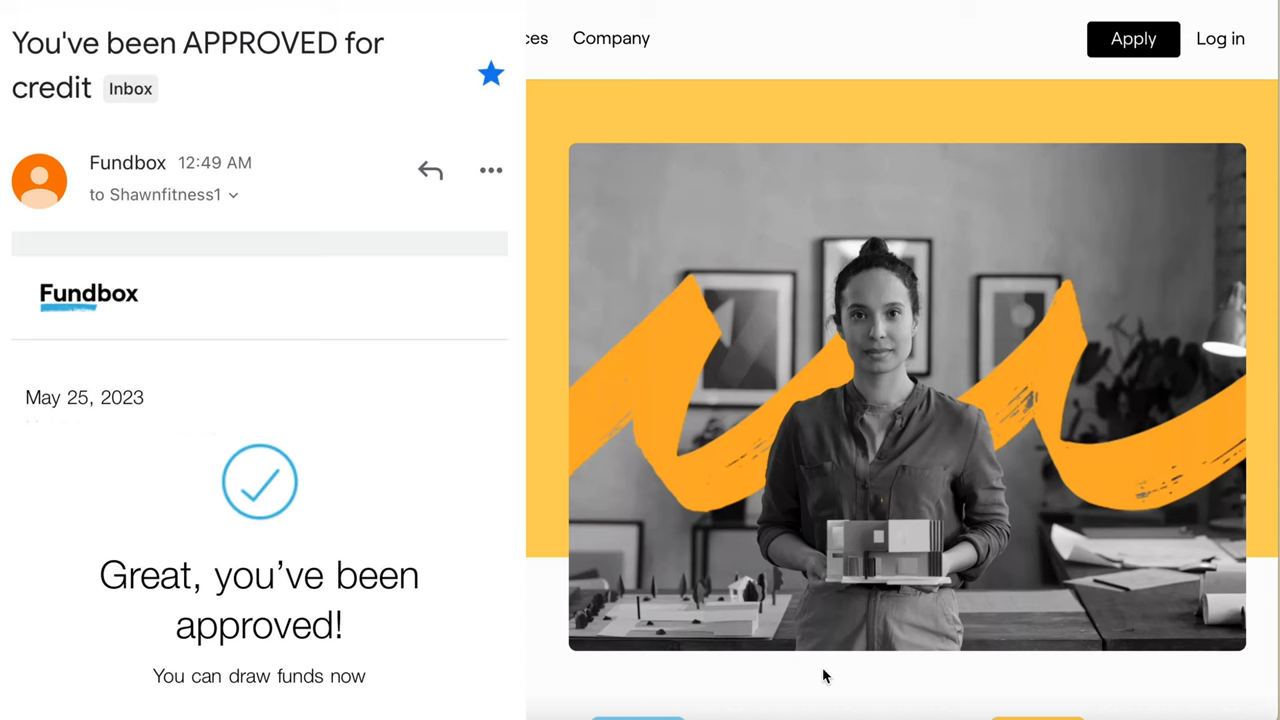 You've been APPROVED for
credit Inbox
Fundbox 12:49 AM
to Shawnfitness1
Fundbox
May 25, 2023
Great, you’ve been
approved!
You can draw funds now
ces Company Apply Log in